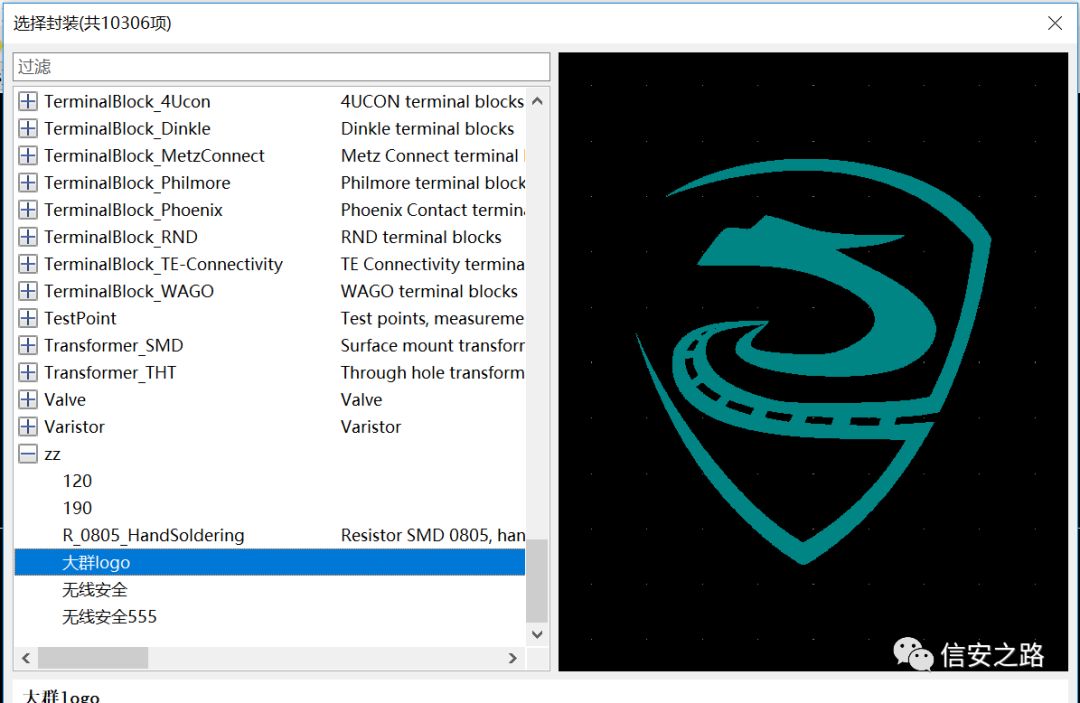 选择封装(共10306项)
过滤
TerminalBlock_4Ucon 4UCON terminal blocks
TerminalBlock_Dinkle Dinkle terminal blocks
TerminalBlock_MetzConnect Metz Connect terminal
TerminalBlock_Philmore Philmore terminal block
TerminalBlock_Phoenix Phoenix Contact termin
TerminalBlock_RND RND terminal blocks
TerminalBlock_TE-Connectivity TE Connectivity termina
TerminalBlock_WAGO WAGO terminal blocks
TestPoint Test points, measureme
Transformer_SMD Surface mount transforr
Transformer_THT Through hole transform
Valve Valve
Varistor Varistor
zz
120
190
R_0805_HandSoldering Resistor SMD 0805, han
大群logo
无线安全
无线安全555
信安之路
大群logo